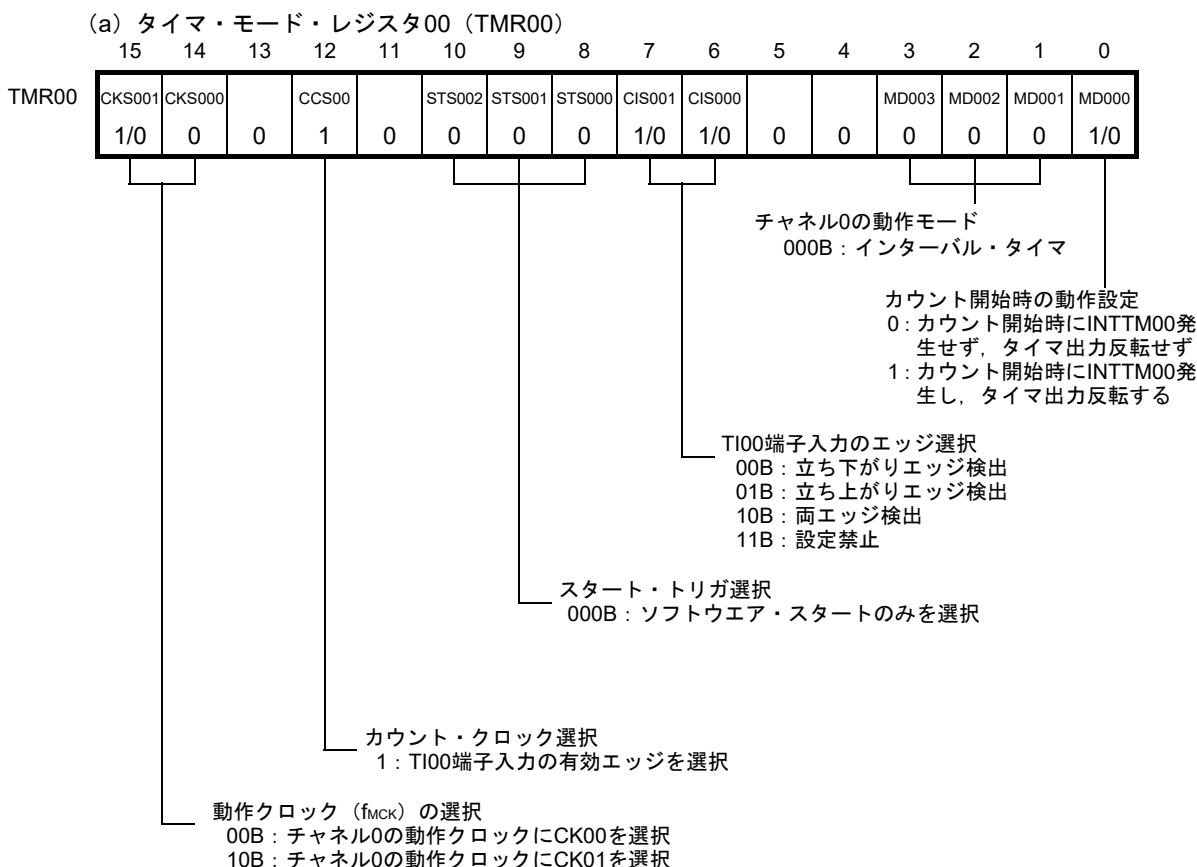 (a) タイマ・モード・レジスタ00（TMR00）
15 14 13 12 11 10 9 8 7 6 5 4 3 2 1 0
TMR00 CKS001 CKS000 CCS00 STS002 STS001 STS000 CIS001 CIS000 MD003 MD002 MD001 MD000
1/0 0 0 1 0 0 0 0 1/0 1/0 0 0 0 0 0 1/0
チャネル0の動作モード
000B：インターバル・タイマ
カウント開始時の動作設定
0：カウント開始時にINTTM00発
生せず，タイマ出力反転せず
1：カウント開始時にINTTM00発
生し，タイマ出力反転する
TI00端子入力のエッジ選択
00B：立ち下がりエッジ検出
01B：立ち上がりエッジ検出
10B：両エッジ検出
11B：設定禁止
スタート・トリガ選択
000B：ソフトウエア・スタートのみを選択
カウント・クロック選択
1：TI00端子入力の有効エッジを選択
動作クロック（fMCK）の選択
00B：チャネル0の動作クロックにCK00を選択
10B：チャネル0の動作クロックにCK01を選択